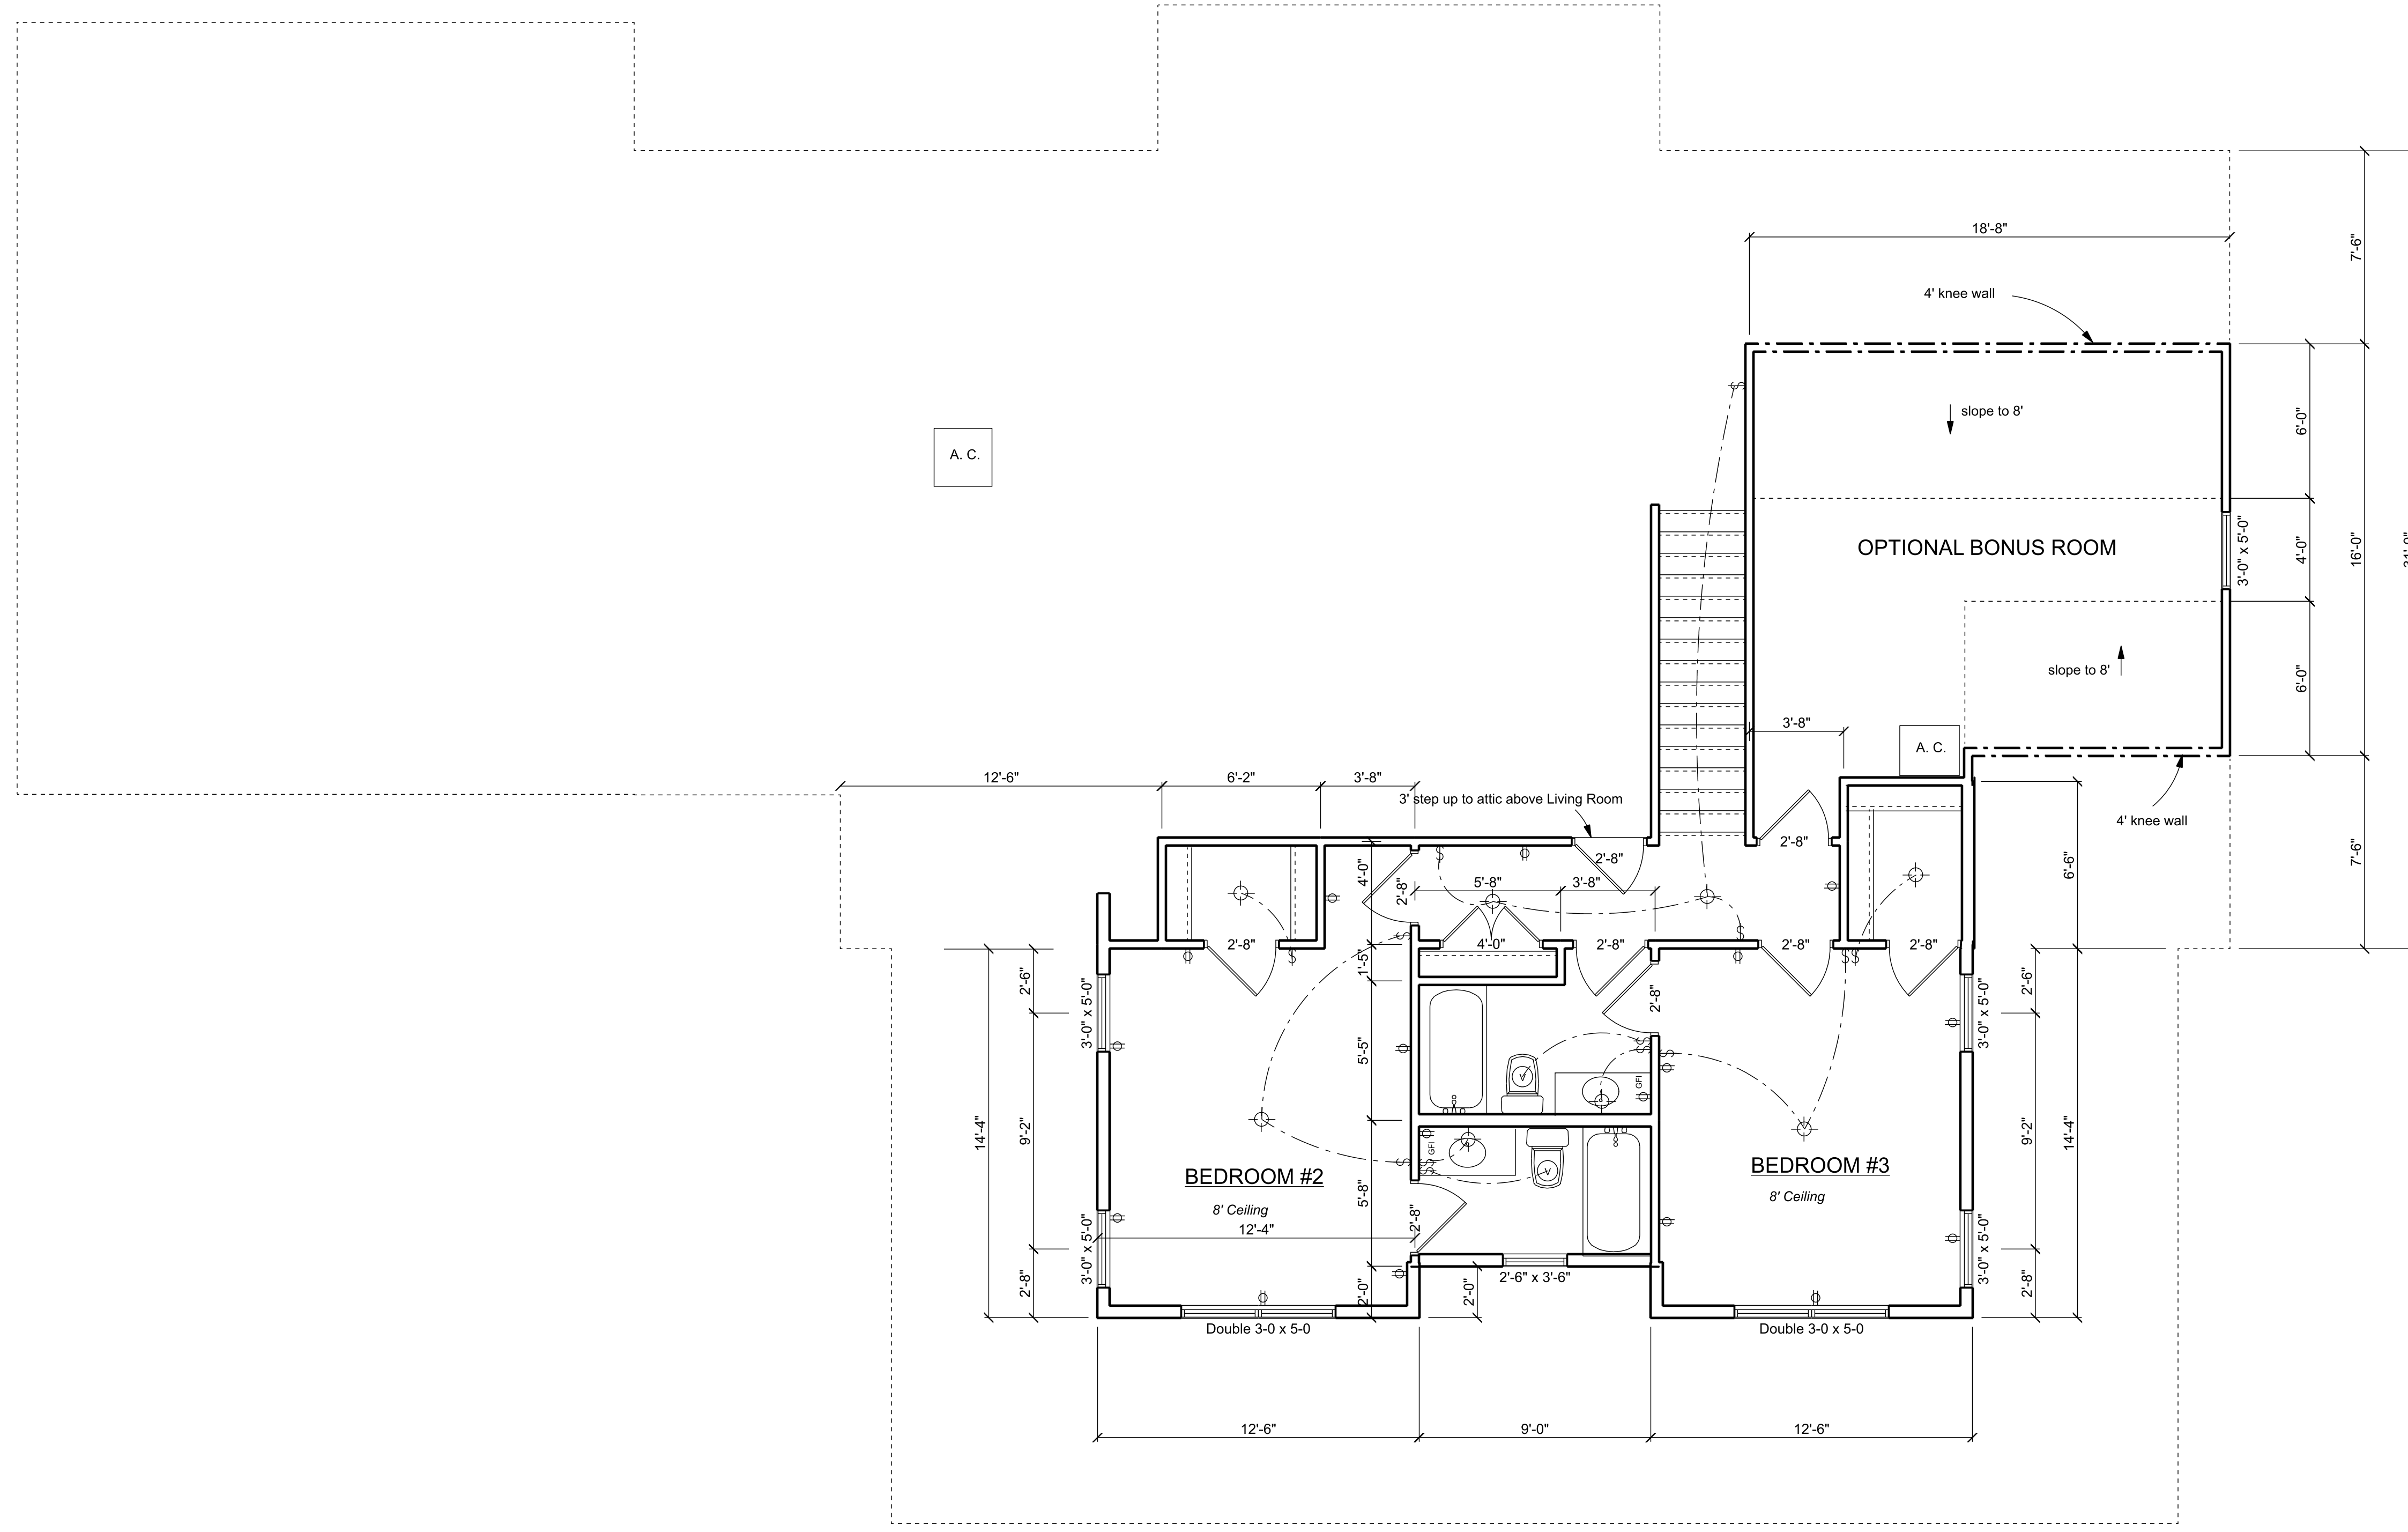 18'-8"
7'-6"
4' knee wall
slope to 8'
6'-0"
A. C.
OPTIONAL BONUS ROOM
3'-0" x 5'-0"
4'-0"
16'-0"
slope to 8'
6'-0"
3'-8"
A. C.
12'-6"
6'-2"
3'-8"
3' step up to attic above Living Room
4' knee wall
2'-8"
7'-6"
6'-6"
4'-0"
2'-8"
2'-8"
5'-8"
3'-8"
2'-8"
4'-0"
2'-8"
2'-8"
2'-8"
1'-5"
2'-6"
3'-0" x 5'-0"
2'-8"
3'-0" x 5'-0"
2'-6"
5'-5"
V
GFI
14'-4"
9'-2"
GFI
V
9'-2"
14'-4"
BEDROOM #2
8' Ceiling
12'-4"
5'-8"
2'-8"
BEDROOM #3
8' Ceiling
3'-0" x 5'-0"
3'-0" x 5'-0"
2'-8"
2'-0"
2'-0"
2'-6" x 3'-6"
2'-8"
Double 3-0 x 5-0
Double 3-0 x 5-0
12'-6"
9'-0"
12'-6"